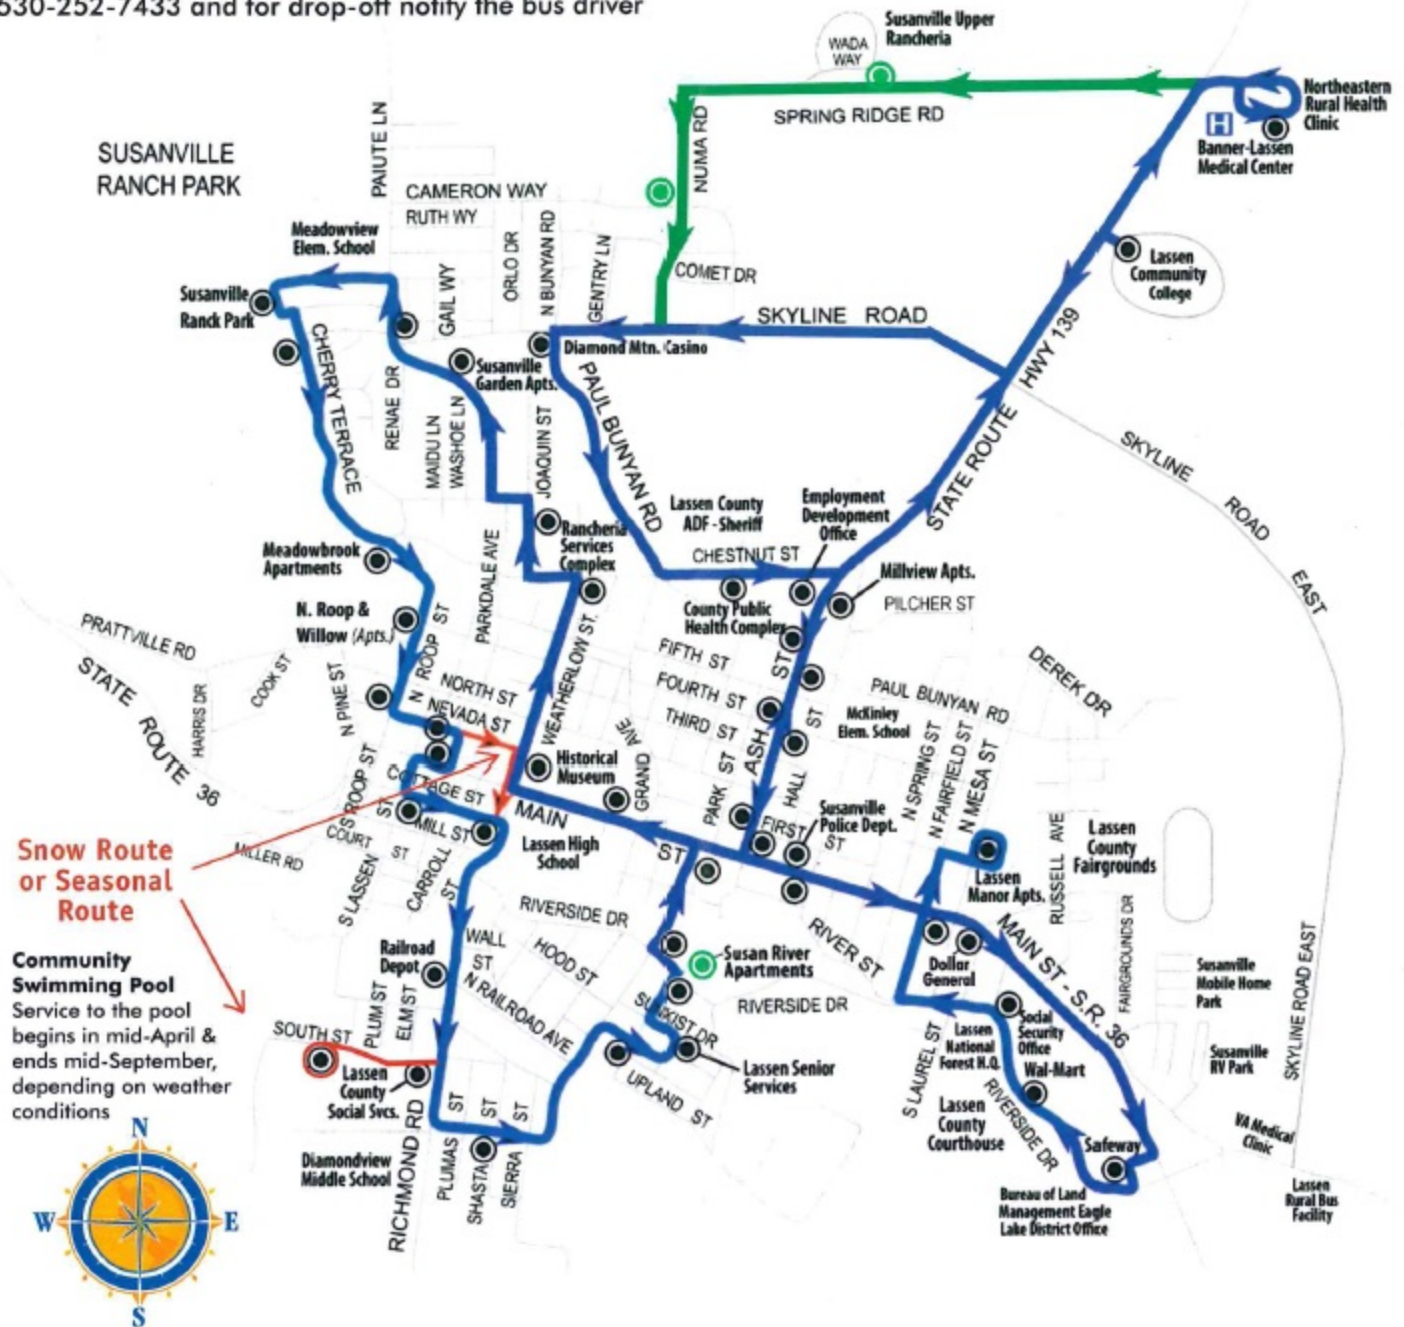 530-252-7433 and for drop-off notify the bus driver
Susanville Upper
Rancheria
WADA
WAY
Northeastern
Rural Health
Clinic
SPRING RIDGE RD
H
Banner-Lassen
Medical Center
NUMA RD
PAIUTE LN
SUSANVILLE
RANCH PARK
CAMERON WAY
RUTH WY
Meadowview
Elem. School
ORLO DR
N BUNYAN RD
GENTRY LN
COMET DR
Lassen
Community
College
GAIL WY
Susanville
Ranck Park
SKYLINE ROAD
Diamond Mtn. Casino
STATE ROUTE HWY 139
CHERRY TERRACE
Susanville
Garden Apts.
RENAE DR
MAIDU LN
WASHOE LN
JOAQUIN ST
PAUL BUNYAN RD
SKYLINE ROAD EAST
Lassen County
ADF - Sheriff
Employment
Development
Office
Rancheria
Services
Complex
CHESTNUT ST
Meadowbrook
Apartments
PARKDALE AVE
Millview Apts.
PILCHER ST
County Public
Health Complex
N. Roop &
Willow (Apts.)
N ROOP ST
PRATTVILLE RD
COOK ST
HARRIS DR
N PINE ST
STATE ROUTE 36
NORTH ST
NEVADA ST
WEATHERLOW ST.
FIFTH ST
FOURTH ST
THIRD ST
ASH ST
PAUL BUNYAN RD
DEREK DR
McKinley
Elem. School
N SPRING ST
N FAIRFIELD ST
N MESA ST
Historical
Museum
GRAND AVE
PARK ST
HALL ST
S ROOP ST
COTTAGE ST
MILL ST
COURT ST
MAIN ST
FIRST ST
Susanville
Police Dept.
Lassen High
School
Lassen
County
Fairgrounds
RUSSELL AVE
Lassen
Manor Apts.
Snow Route
or Seasonal
Route
MILLER RD
S LASSEN ST
CARROLL ST
RIVERSIDE DR
RIVER ST
MAIN ST - S.R. 36
FAIRGROUNDS DR
Community
Swimming Pool
Service to the pool
begins in mid-April &
ends mid-September,
depending on weather
conditions
Railroad
Depot
WALL ST
HOOD ST
N RAILROAD AVE
Susan River
Apartments
SUNKIST DR
RIVERSIDE DR
Dollar
General
Susanville
Mobile Home
Park
SKYLINE ROAD EAST
SOUTH ST
PLUM ST
ELM ST
Lassen
County
Social Svcs.
UPLAND ST
Lassen Senior
Services
S LAUREL ST
Social
Security
Office
Lassen
National
Forest H.Q.
Wal-Mart
Susanville
RV Park
Lassen
County
Courthouse
RIVERSIDE DR
VA Medical
Clinic
Safeway
Diamondview
Middle School
RICHMOND RD
PLUMAS ST
SHASTA ST
SIERRA ST
Bureau of Land
Management Eagle
Lake District Office
Lassen
Rural Bus
Facility
N
W
E
S